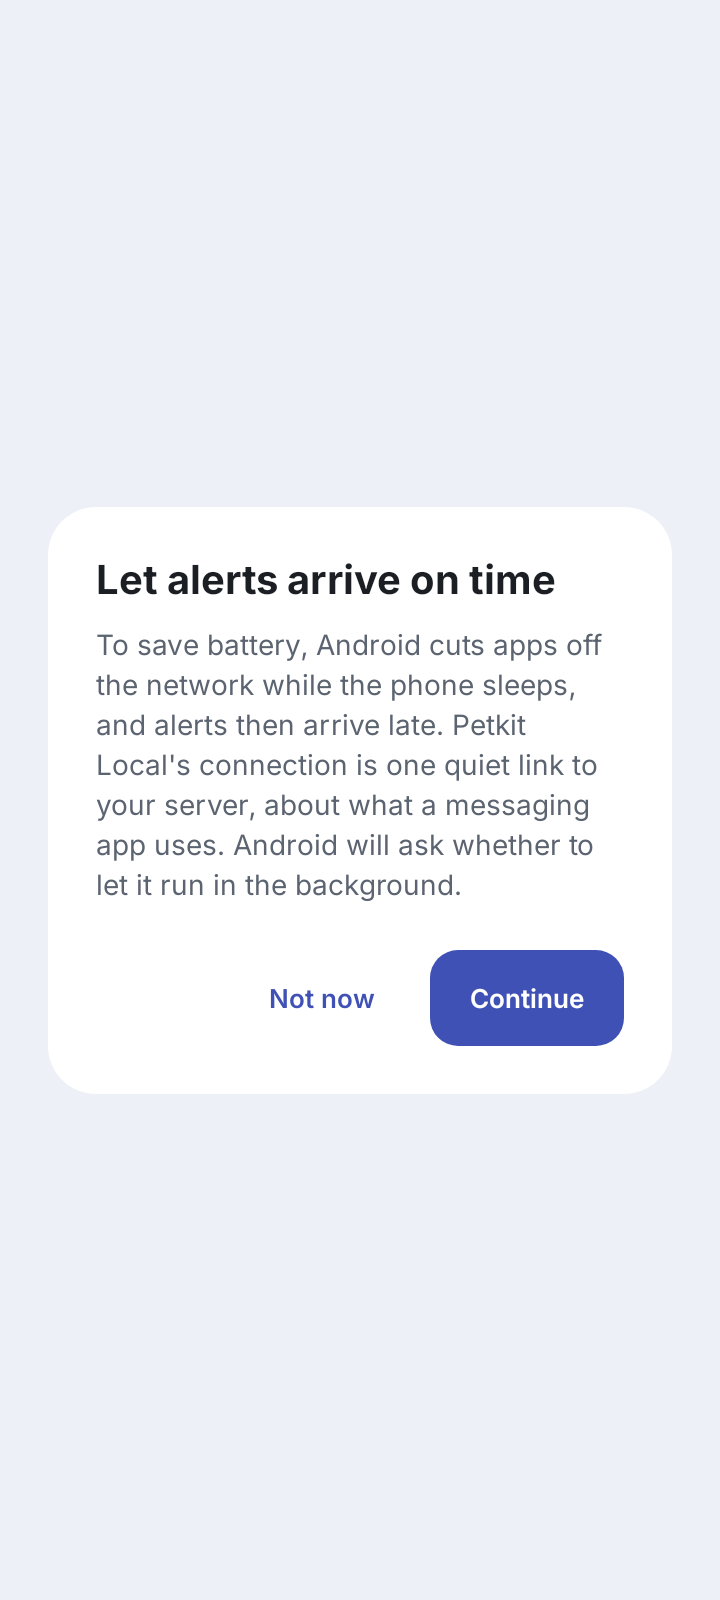 Let alerts arrive on time
To save battery, Android cuts apps off
the network while the phone sleeps,
and alerts then arrive late. Petkit
Local's connection is one quiet link to
your server, about what a messaging
app uses. Android will ask whether to
let it run in the background.
Not now
Continue